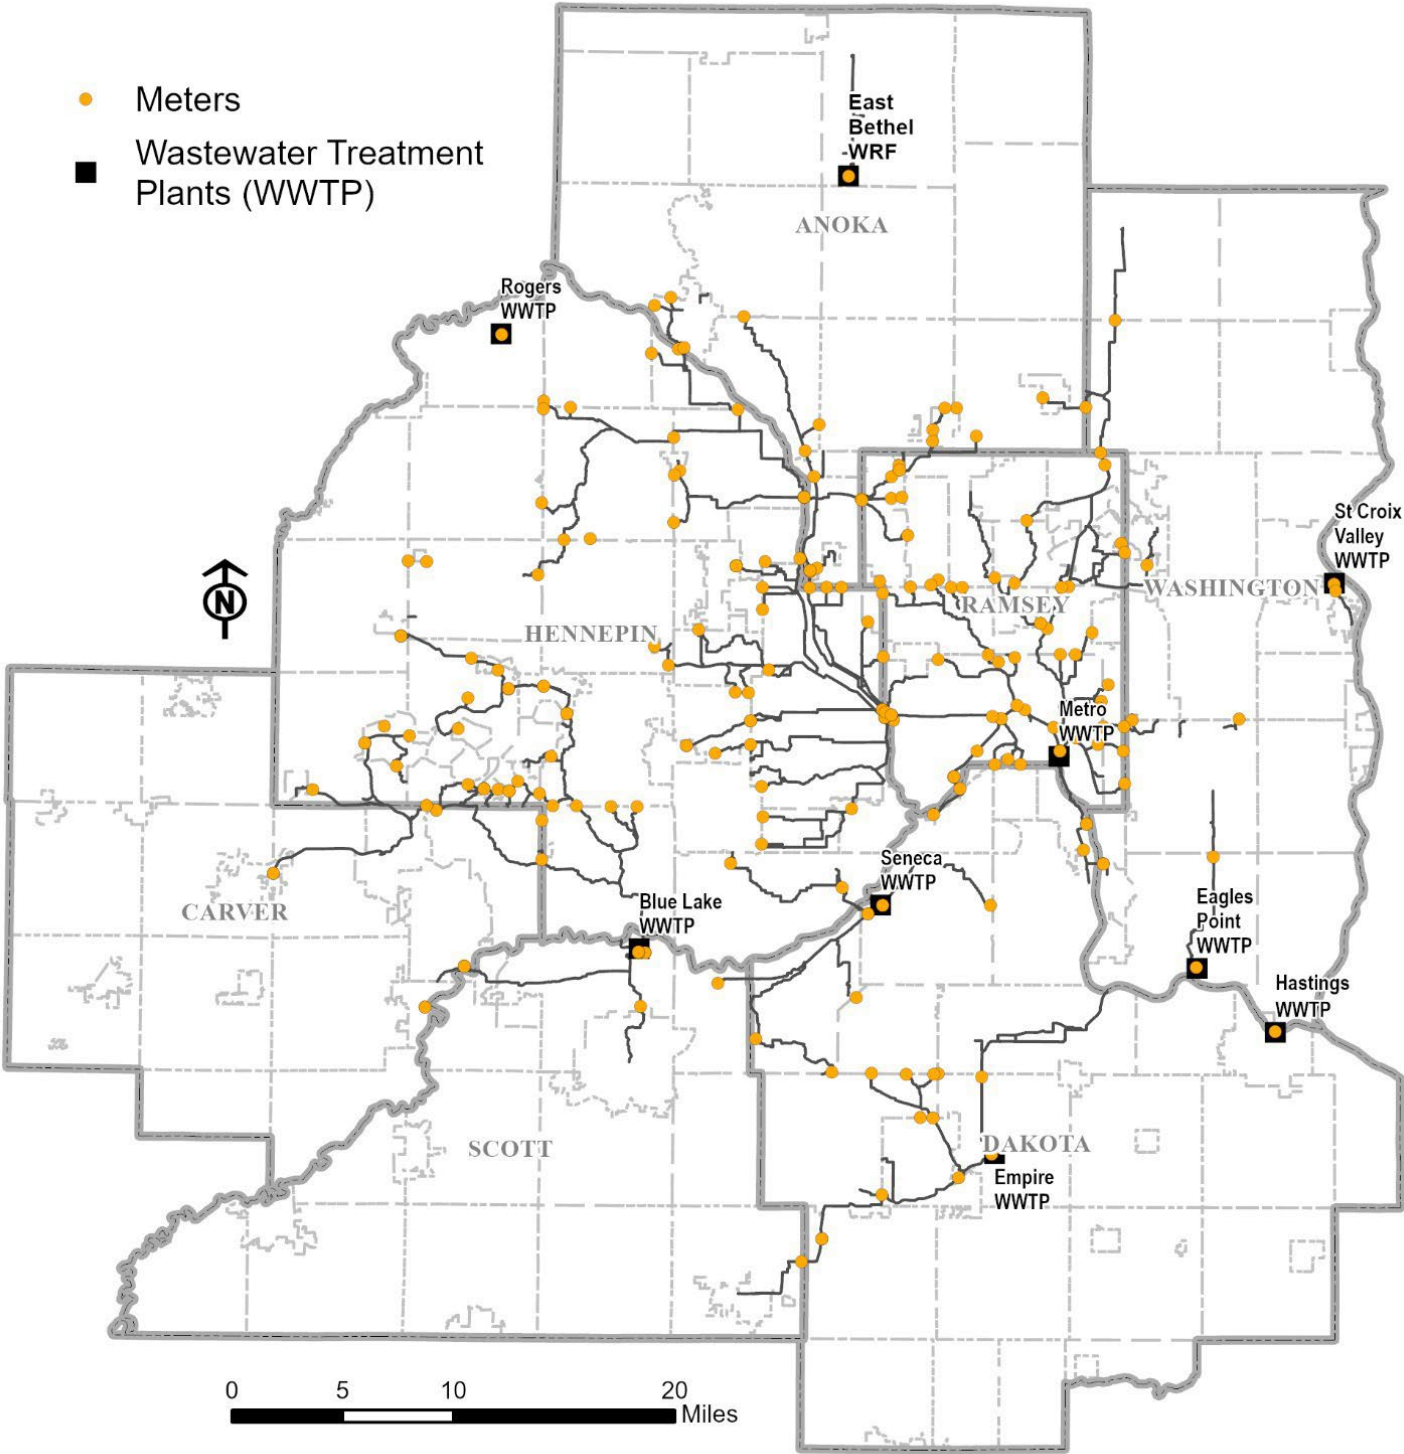 Meters
Wastewater Treatment
Plants (WWTP)
East
Bethel
-WRF
ANOKA
Rogers
WWTP
St Croix
Valley
WWTP
WASHINGTON
RAMSEY
HENNEPIN
N
Metro
WWTP
Seneca
WWTP
Eagles
Point
WWTP
Blue Lake
WWTP
CARVER
Hastings
WWTP
SCOTT
DAKOTA
Empire
WWTP
0 5 10 20
Miles